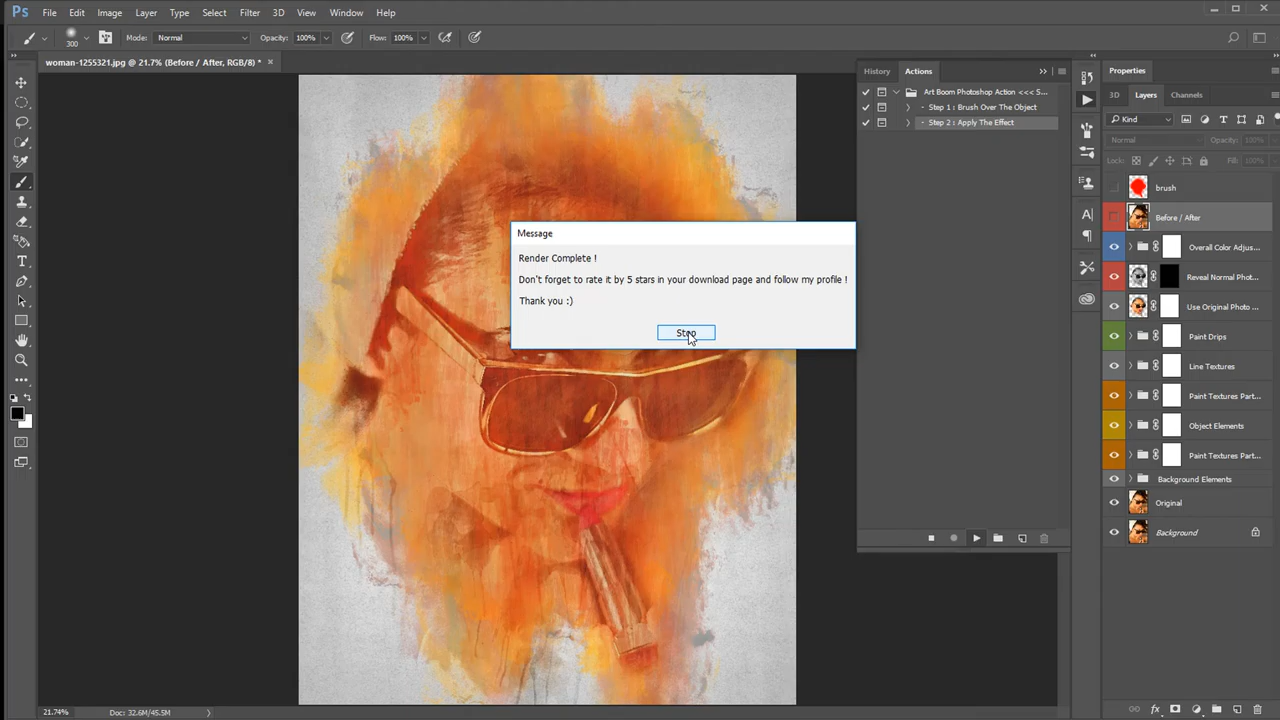 Ps File Edit Image Layer Type Select Filter 3D View Window Help
300 Mode: Normal Opacity: 100% Flow: 100%
woman-1255321.jpg @ 21.7% (Before / After, RGB/8) * ×
History Actions
Art Boom Photoshop Action <<< S...
- Step 1 : Brush Over The Object
- Step 2 : Apply The Effect
Message
Render Complete !
Don't forget to rate it by 5 stars in your download page and follow my profile !
Thank you :)
Stop
Properties
3D Layers Channels
Kind
Normal Opacity: 100%
Lock: Fill: 100%
brush
Before / After
Overall Color Adjus...
Reveal Normal Phot...
Use Original Photo ...
Paint Drips
Line Textures
Paint Textures Part...
Object Elements
Paint Textures Part...
Background Elements
Original
Background
21.74% Doc: 32.6M/45.5M